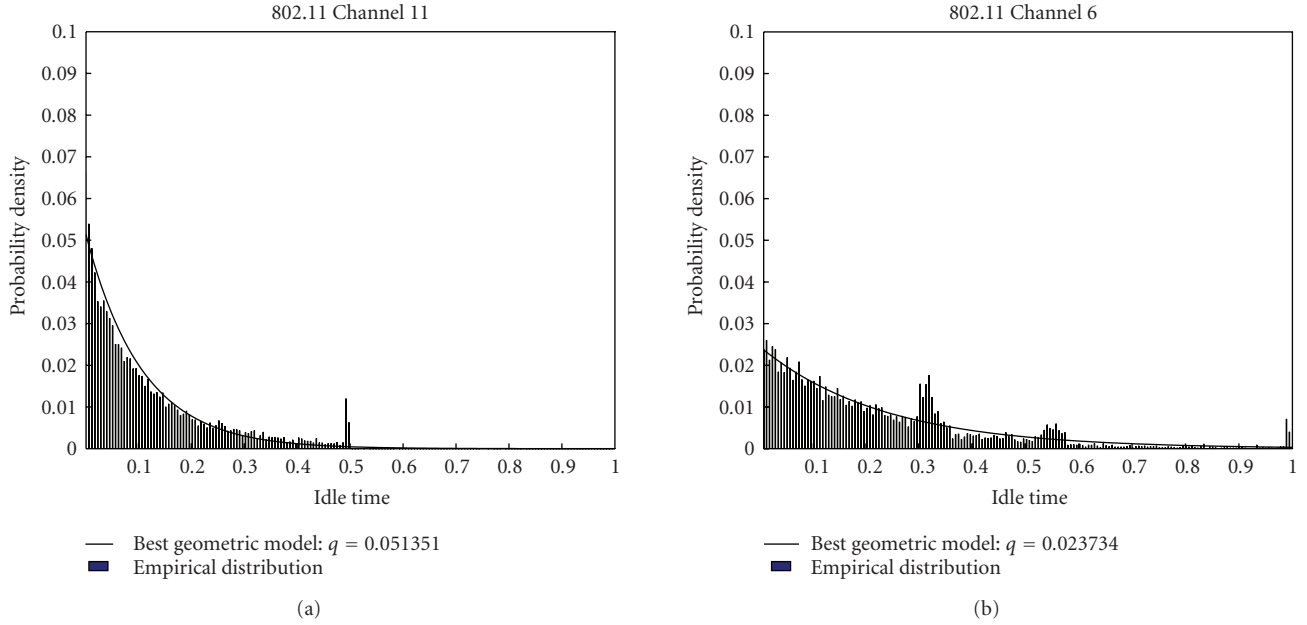 802.11 Channel 11
0.1
0.09
0.08
0.07
0.06
0.05
0.04
0.03
0.02
0.01
0
Probability density
0.1 0.2 0.3 0.4 0.5 0.6 0.7 0.8 0.9 1
Idle time
Best geometric model: q = 0.051351
Empirical distribution
(a)
802.11 Channel 6
0.1
0.09
0.08
0.07
0.06
0.05
0.04
0.03
0.02
0.01
0
Probability density
0.1 0.2 0.3 0.4 0.5 0.6 0.7 0.8 0.9 1
Idle time
Best geometric model: q = 0.023734
Empirical distribution
(b)